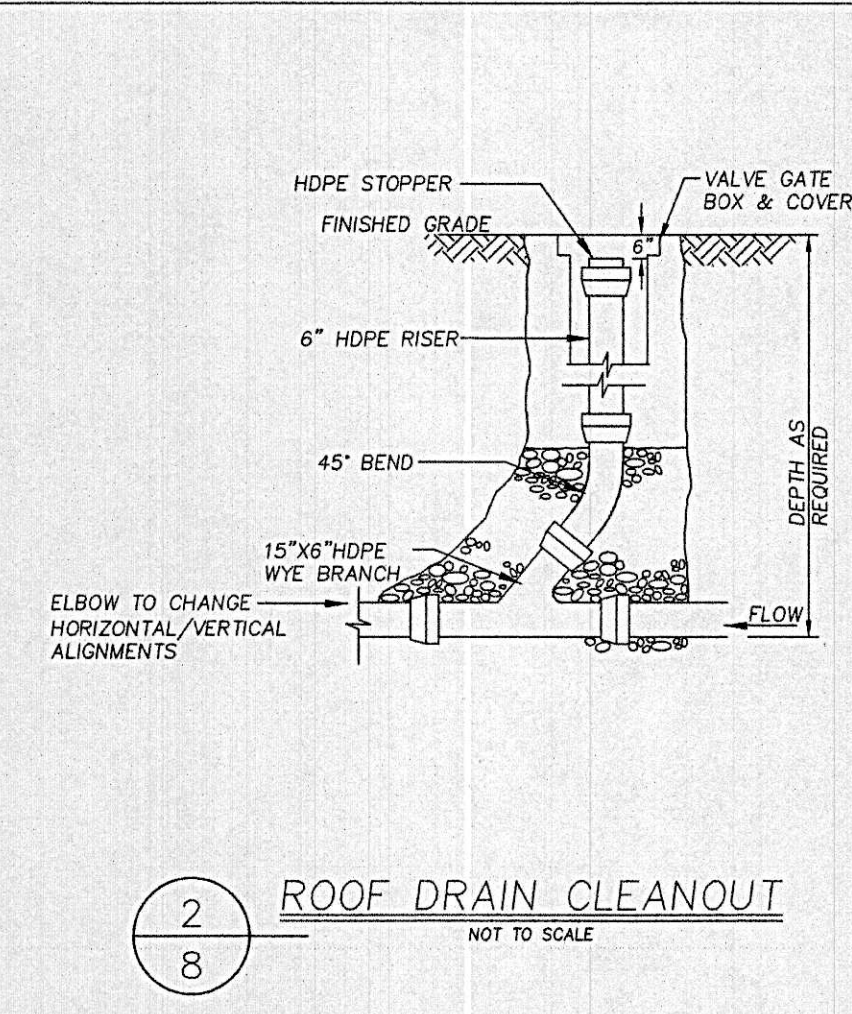 HDPE STOPPER
VALVE GATE
BOX & COVER
FINISHED GRADE
6"
6" HDPE RISER
45° BEND
DEPTH AS
REQUIRED
15"X6"HDPE
WYE BRANCH
ELBOW TO CHANGE
HORIZONTAL/VERTICAL
ALIGNMENTS
FLOW
2
8
ROOF DRAIN CLEANOUT
NOT TO SCALE